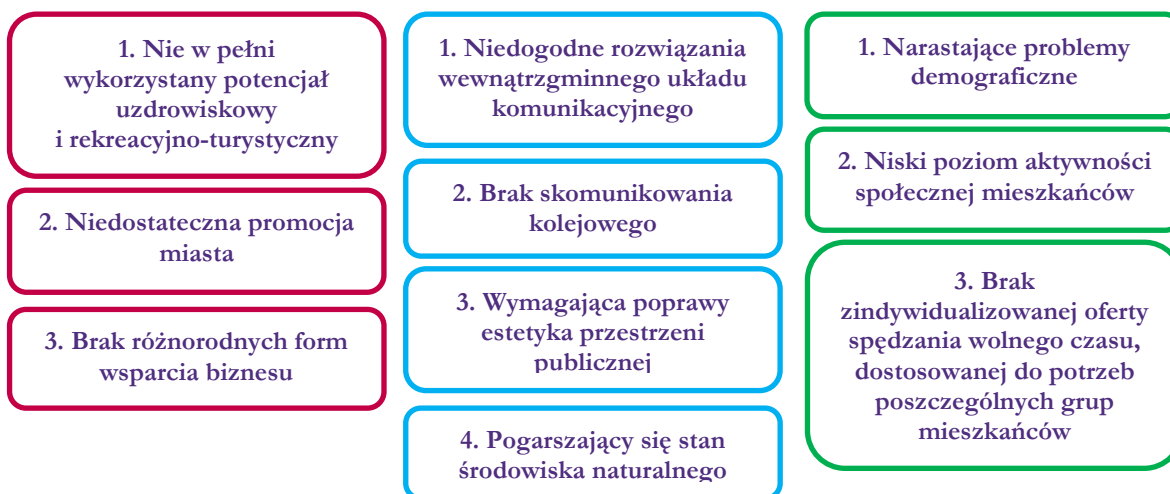 1. Nie w pełni
wykorzystany potencjał
uzdrowiskowy
i rekreacyjno-turystyczny
2. Niedostateczna promocja
miasta
3. Brak różnorodnych form
wsparcia biznesu
1. Niedogodne rozwiązania
wewnątrzgminnego układu
komunikacyjnego
2. Brak skomunikowania
kolejowego
3. Wymagająca poprawy
estetyka przestrzeni
publicznej
4. Pogarszający się stan
środowiska naturalnego
1. Narastające problemy
demograficzne
2. Niski poziom aktywności
społecznej mieszkańców
3. Brak
zindywidualizowanej oferty
spędzania wolnego czasu,
dostosowanej do potrzeb
poszczególnych grup
mieszkańców